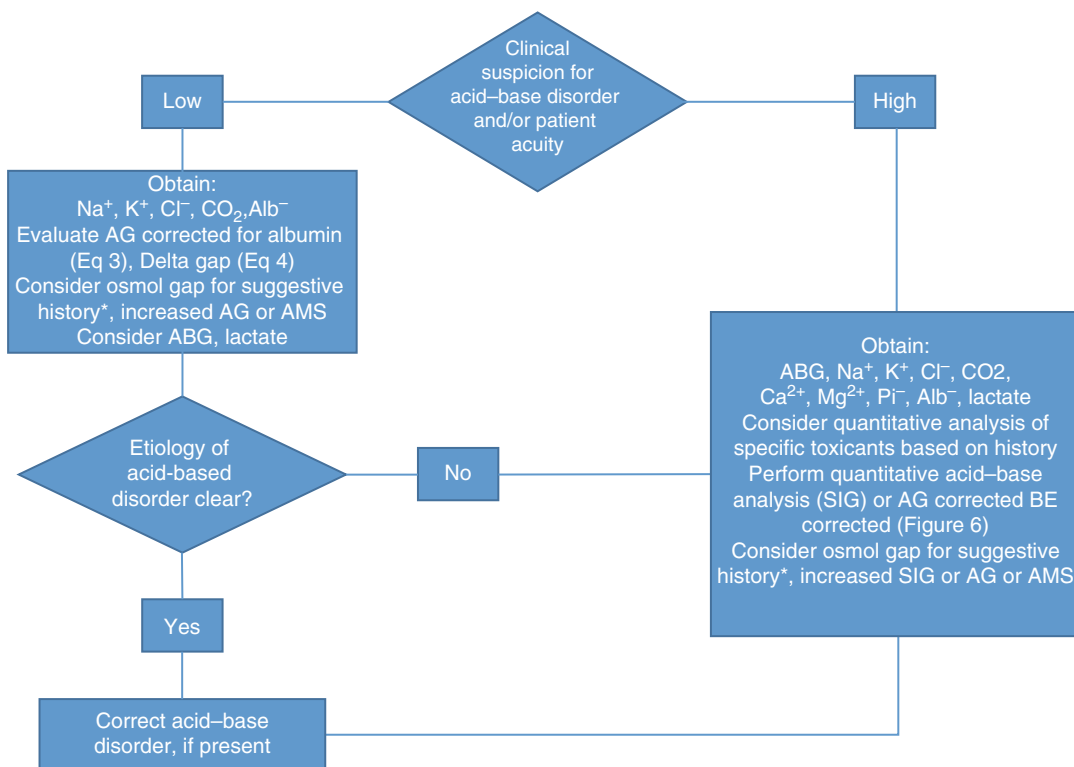 Clinical
suspicion for
acid–base disorder
and/or patient
acuity
Low
High
Obtain:
Na⁺, K⁺, Cl⁻, CO₂,Alb⁻
Evaluate AG corrected for albumin
(Eq 3), Delta gap (Eq 4)
Consider osmol gap for suggestive
history*, increased AG or AMS
Consider ABG, lactate
Obtain:
ABG, Na⁺, K⁺, Cl⁻, CO2,
Ca²⁺, Mg²⁺, Pi⁻, Alb⁻, lactate
Consider quantitative analysis of
specific toxicants based on history
Perform quantitative acid–base
analysis (SIG) or AG corrected BE
corrected (Figure 6)
Consider osmol gap for suggestive
history*, increased SIG or AG or AMS
Etiology of
acid-based
disorder clear?
No
Yes
Correct acid–base
disorder, if present